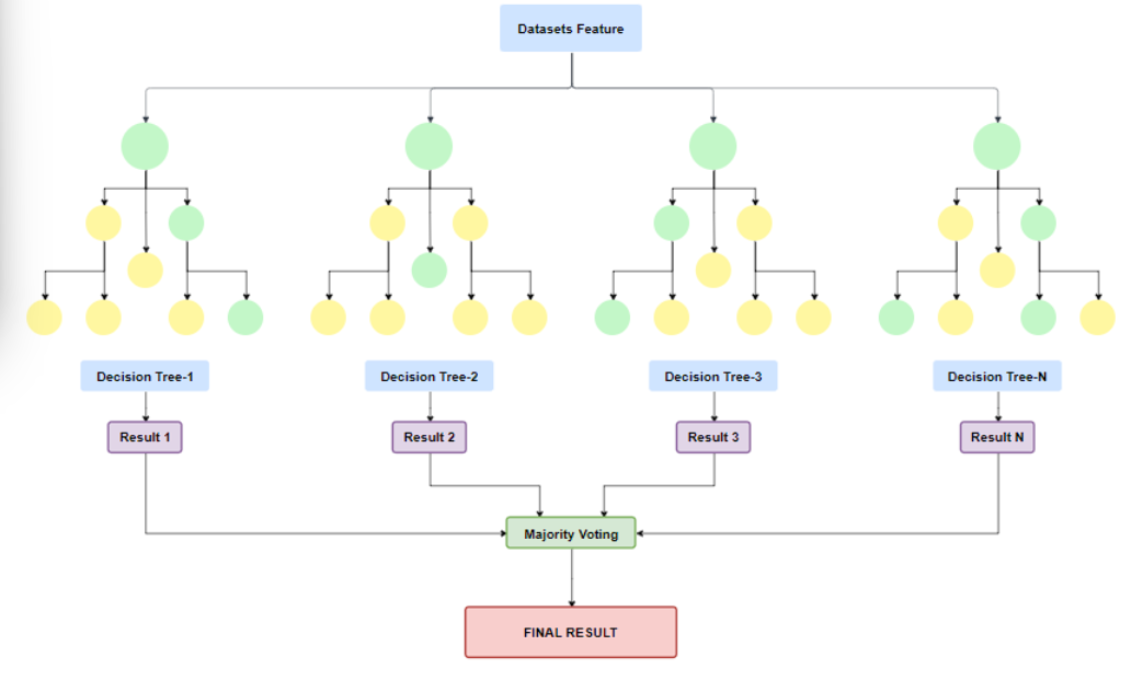 Datasets Feature
Decision Tree-1
Decision Tree-2
Decision Tree-3
Decision Tree-N
Result 1
Result 2
Result 3
Result N
Majority Voting
FINAL RESULT